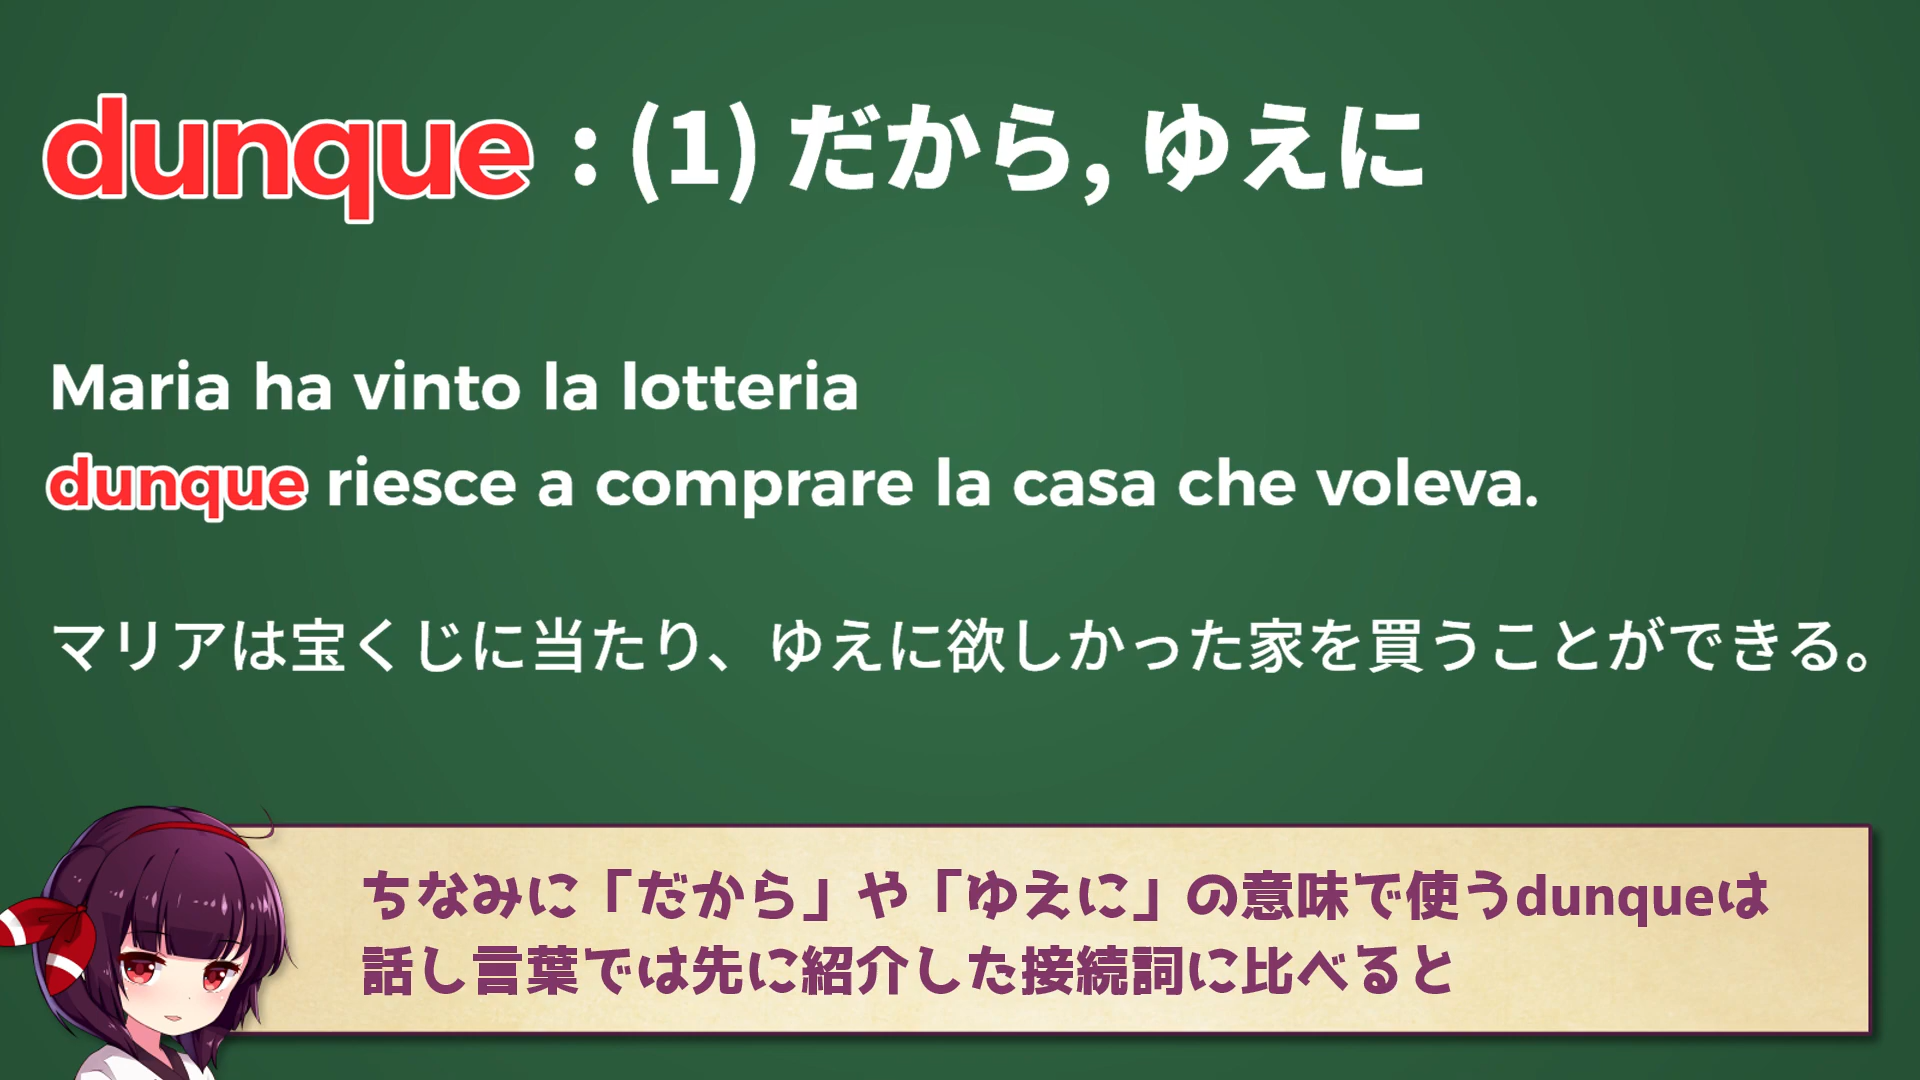 dunque : (1) だから, ゆえに
Maria ha vinto la lotteria
dunque riesce a comprare la casa che voleva.
マリアは宝くじに当たり、ゆえに欲しかった家を買うことができる。
ちなみに「だから」や「ゆえに」の意味で使うdunqueは
話し言葉では先に紹介した接続詞に比べると